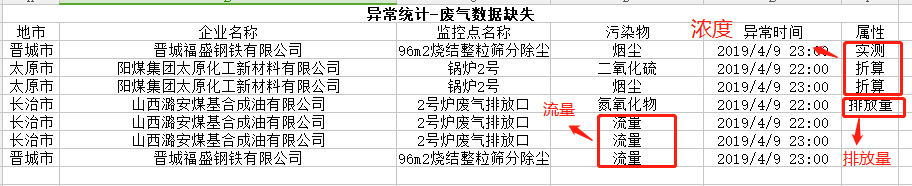 异常统计-废气数据缺失
地市 企业名称 监控点名称 污染物 浓度 异常时间 属性
晋城市 晋城福盛钢铁有限公司 96m2烧结整粒筛分除尘 烟尘 2019/4/9 23:00 实测
太原市 阳煤集团太原化工新材料有限公司 锅炉2号 二氧化硫 2019/4/9 22:00 折算
太原市 阳煤集团太原化工新材料有限公司 锅炉2号 烟尘 2019/4/9 23:00 折算
长治市 山西潞安煤基合成油有限公司 2号炉废气排放口 氮氧化物 2019/4/9 22:00 排放量
流量
长治市 山西潞安煤基合成油有限公司 2号炉废气排放口 流量 2019/4/9 22:00
长治市 山西潞安煤基合成油有限公司 2号炉废气排放口 流量 2019/4/9 23:00
晋城市 晋城福盛钢铁有限公司 96m2烧结整粒筛分除尘 流量 2019/4/9 23:00
排放量